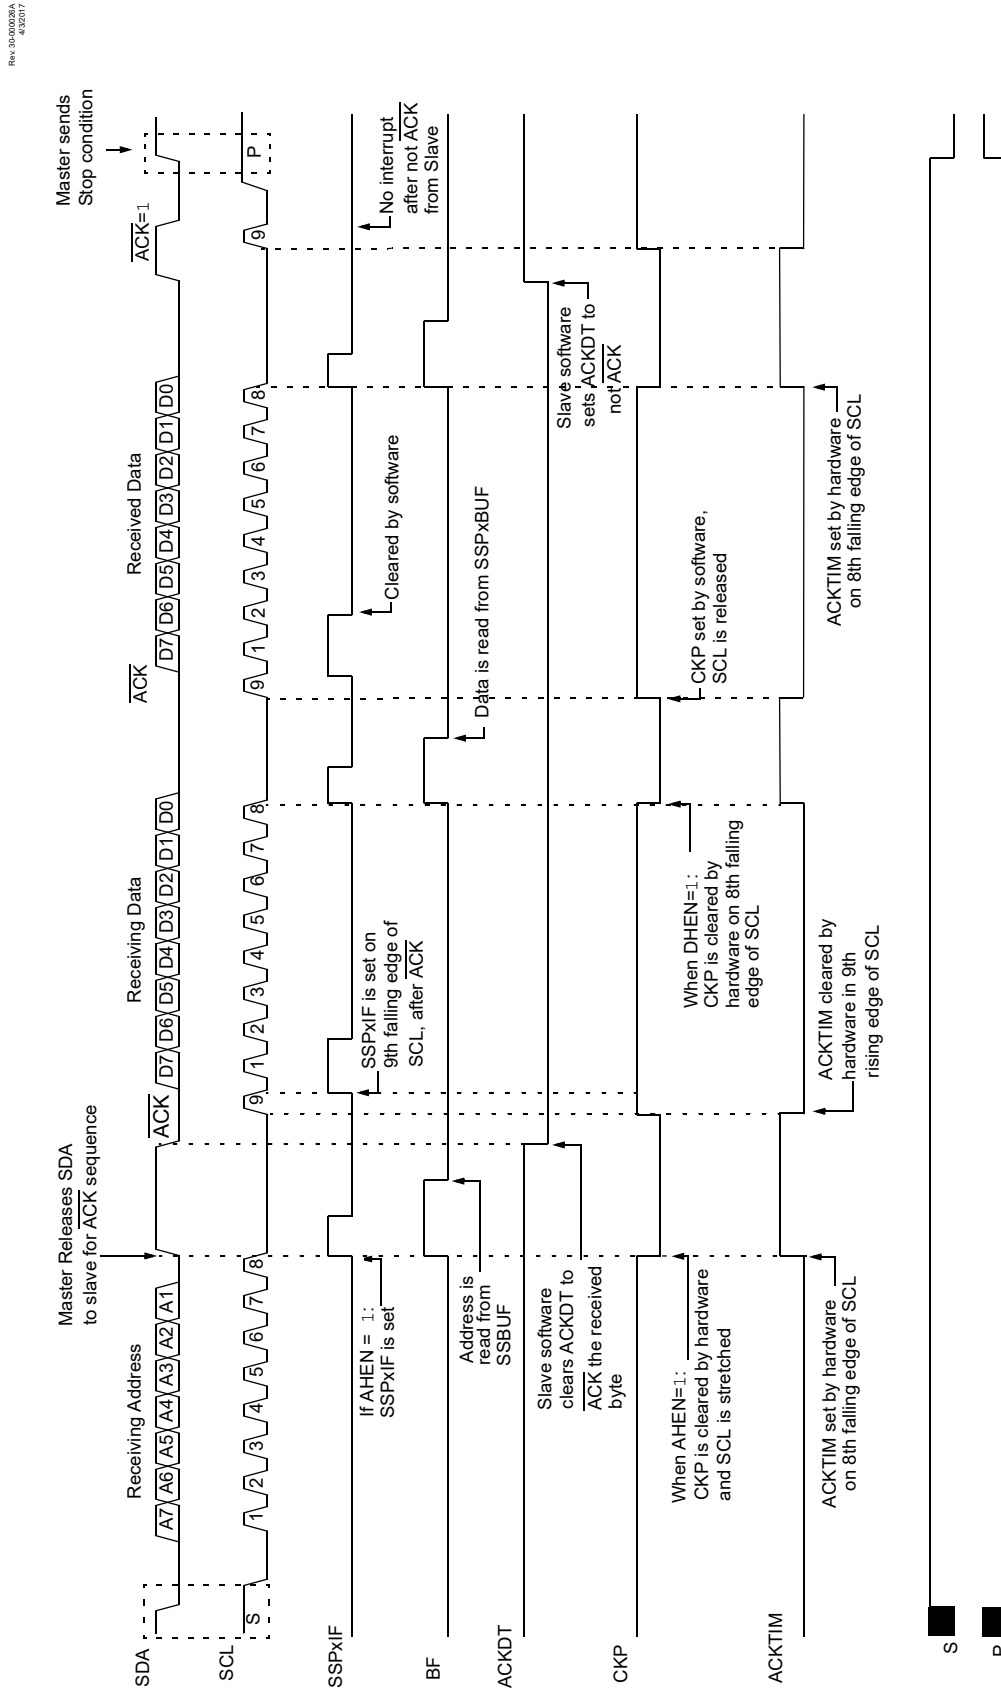 Rev. 30-000026A
4/3/2017
Master Releases SDA
to slave for ACK sequence
Master sends
Stop condition
Receiving Address
ACK
Receiving Data
ACK
Received Data
ACK=1
SDA
A7 A6 A5 A4 A3 A2 A1
D7 D6 D5 D4 D3 D2 D1 D0
D7 D6 D5 D4 D3 D2 D1 D0
SCL
S
1 2 3 4 5 6 7 8 9
1 2 3 4 5 6 7 8 9
1 2 3 4 5 6 7 8 9
P
SSPxIF
If AHEN = 1:
SSPxIF is set
SSPxIF is set on
9th falling edge of
SCL, after ACK
Cleared by software
No interrupt
after not ACK
from Slave
BF
Address is
read from
SSBUF
Data is read from SSPxBUF
ACKDT
Slave software
clears ACKDT to
ACK the received
byte
Slave software
sets ACKDT to
not ACK
CKP
When AHEN=1:
CKP is cleared by hardware
and SCL is stretched
When DHEN=1:
CKP is cleared by
hardware on 8th falling
edge of SCL
CKP set by software,
SCL is released
ACKTIM
ACKTIM set by hardware
on 8th falling edge of SCL
ACKTIM cleared by
hardware in 9th
rising edge of SCL
ACKTIM set by hardware
on 8th falling edge of SCL
S
P